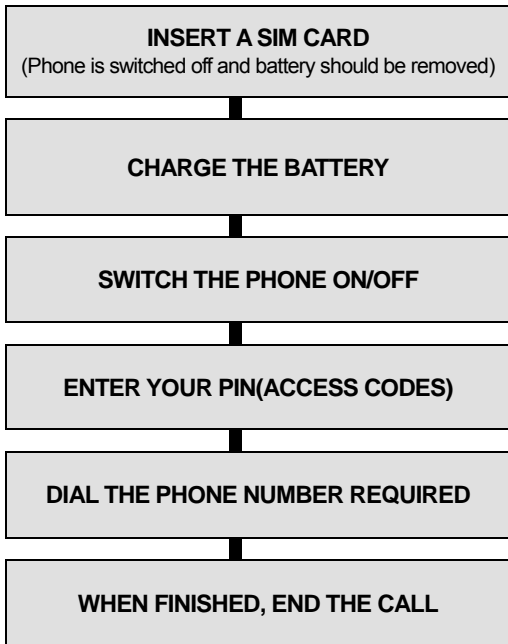 INSERT A SIM CARD
(Phone is switched off and battery should be removed)
CHARGE THE BATTERY
SWITCH THE PHONE ON/OFF
ENTER YOUR PIN(ACCESS CODES)
DIAL THE PHONE NUMBER REQUIRED
WHEN FINISHED, END THE CALL